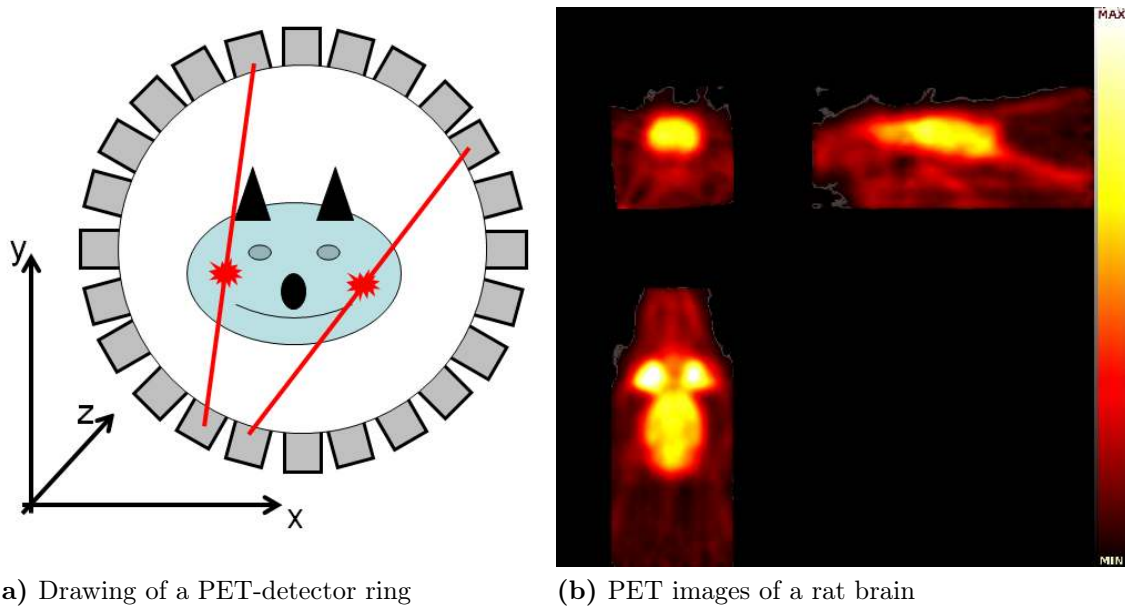 MAX
y
z
x
MIN
a) Drawing of a PET-detector ring
(b) PET images of a rat brain